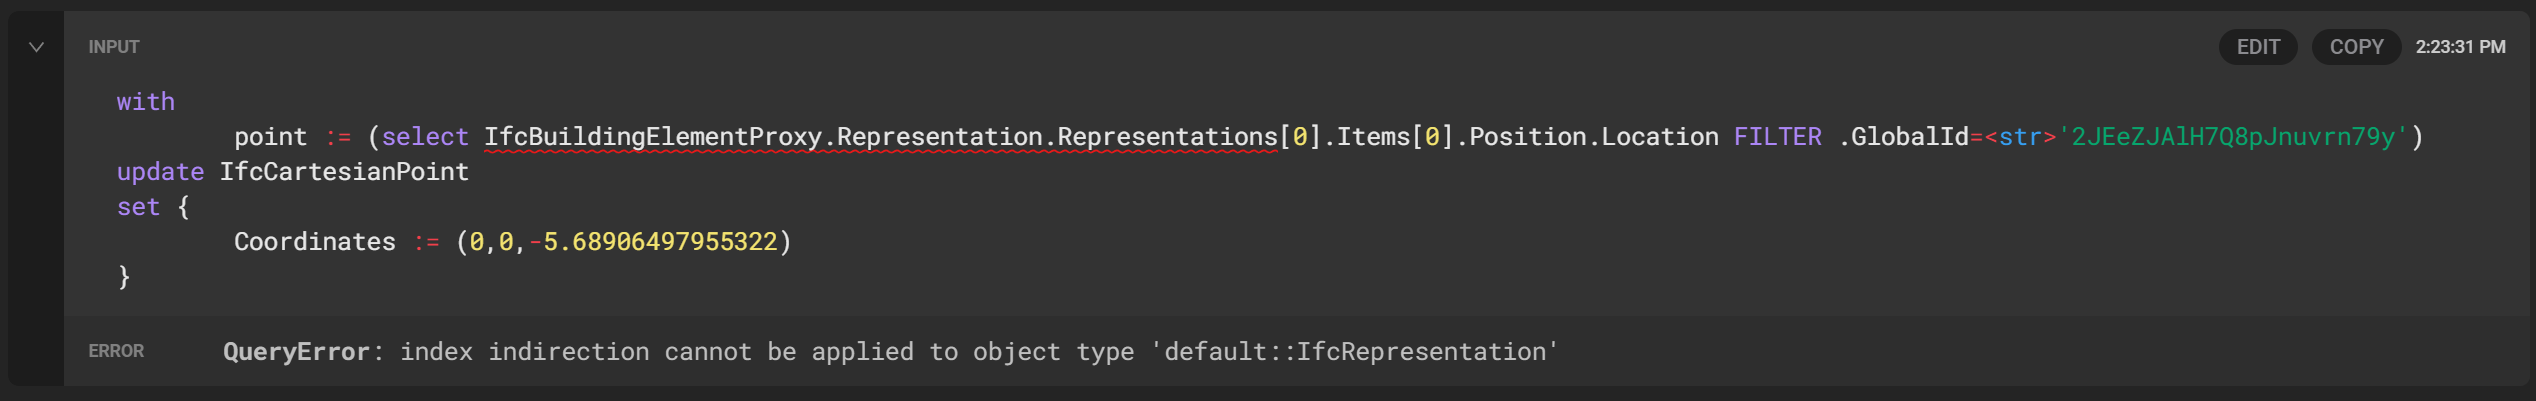 INPUT
EDIT COPY 2:23:31 PM
with
point := (select IfcBuildingElementProxy.Representation.Representations[0].Items[0].Position.Location FILTER .GlobalId=<str>'2JEeZJAlH7Q8pJnuvrn79y')
update IfcCartesianPoint
set {
Coordinates := (0,0,-5.68906497955322)
}
ERROR QueryError: index indirection cannot be applied to object type 'default::IfcRepresentation'